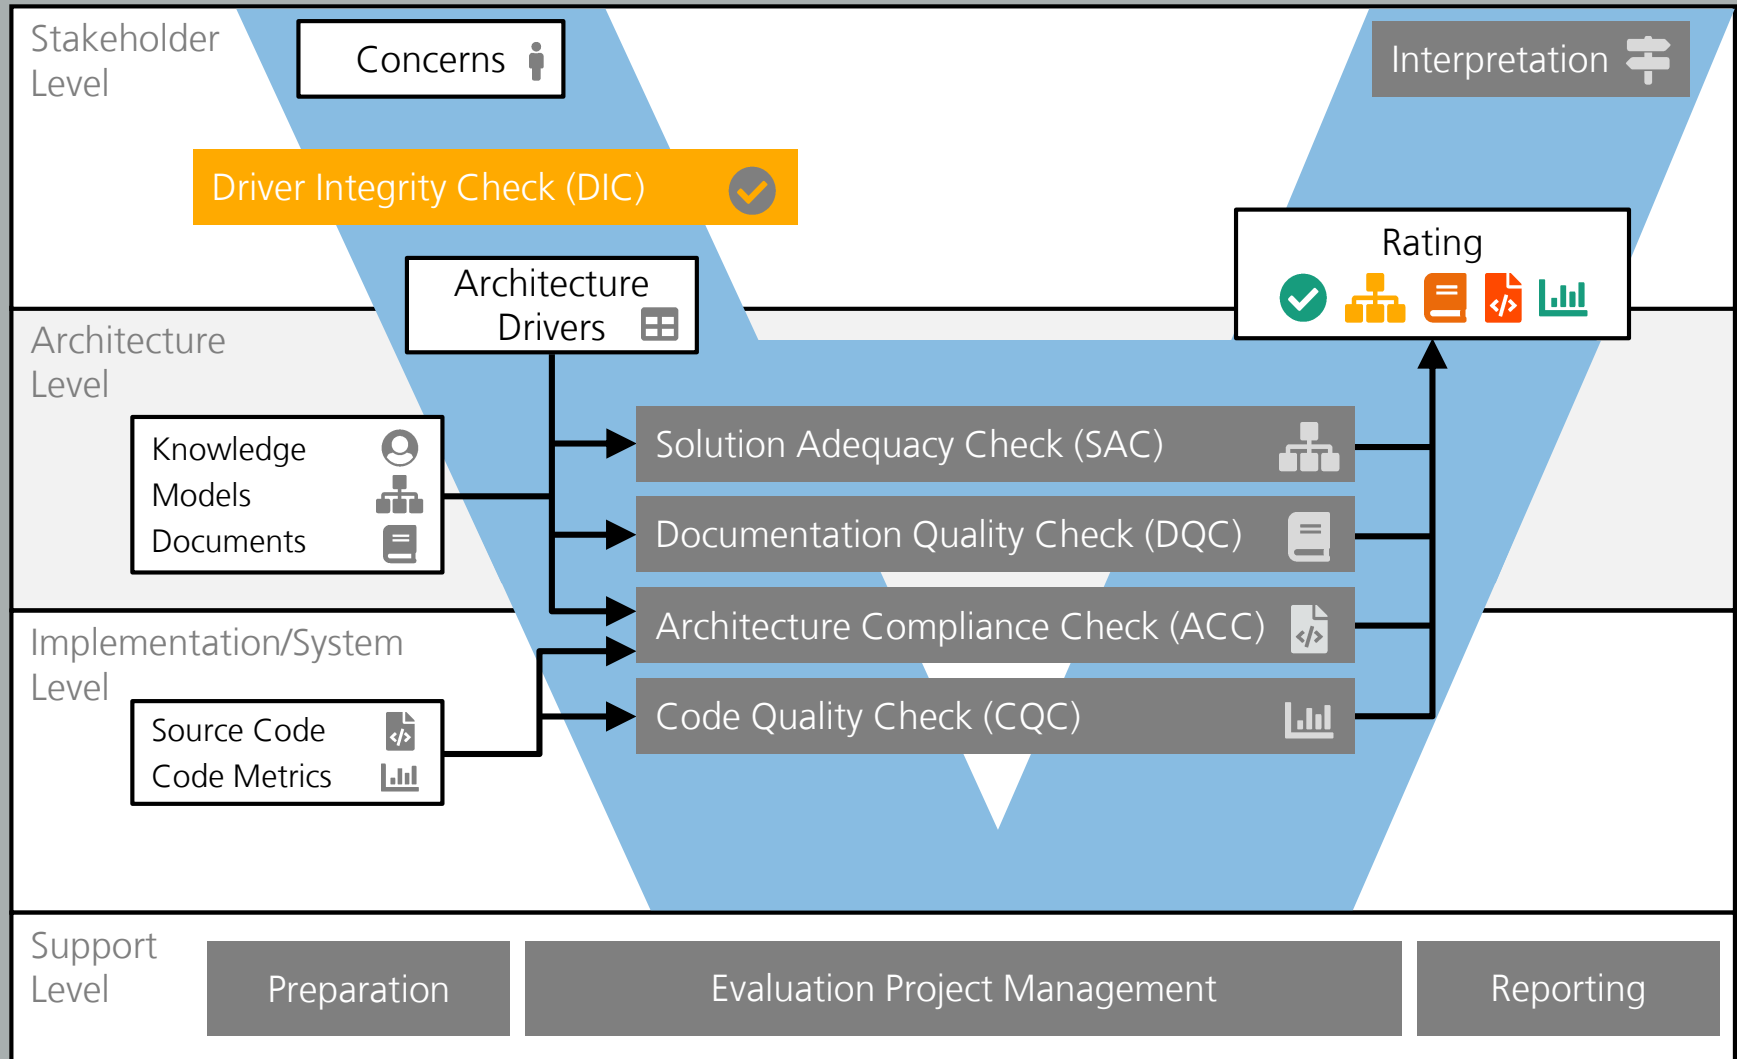 Stakeholder
Level
Concerns
Interpretation
Driver Integrity Check (DIC)
Architecture
Drivers
Rating
Architecture
Level
Knowledge
Models
Documents
Solution Adequacy Check (SAC)
Documentation Quality Check (DQC)
Architecture Compliance Check (ACC)
Code Quality Check (CQC)
Implementation/System
Level
Source Code
Code Metrics
Support
Level
Preparation
Evaluation Project Management
Reporting